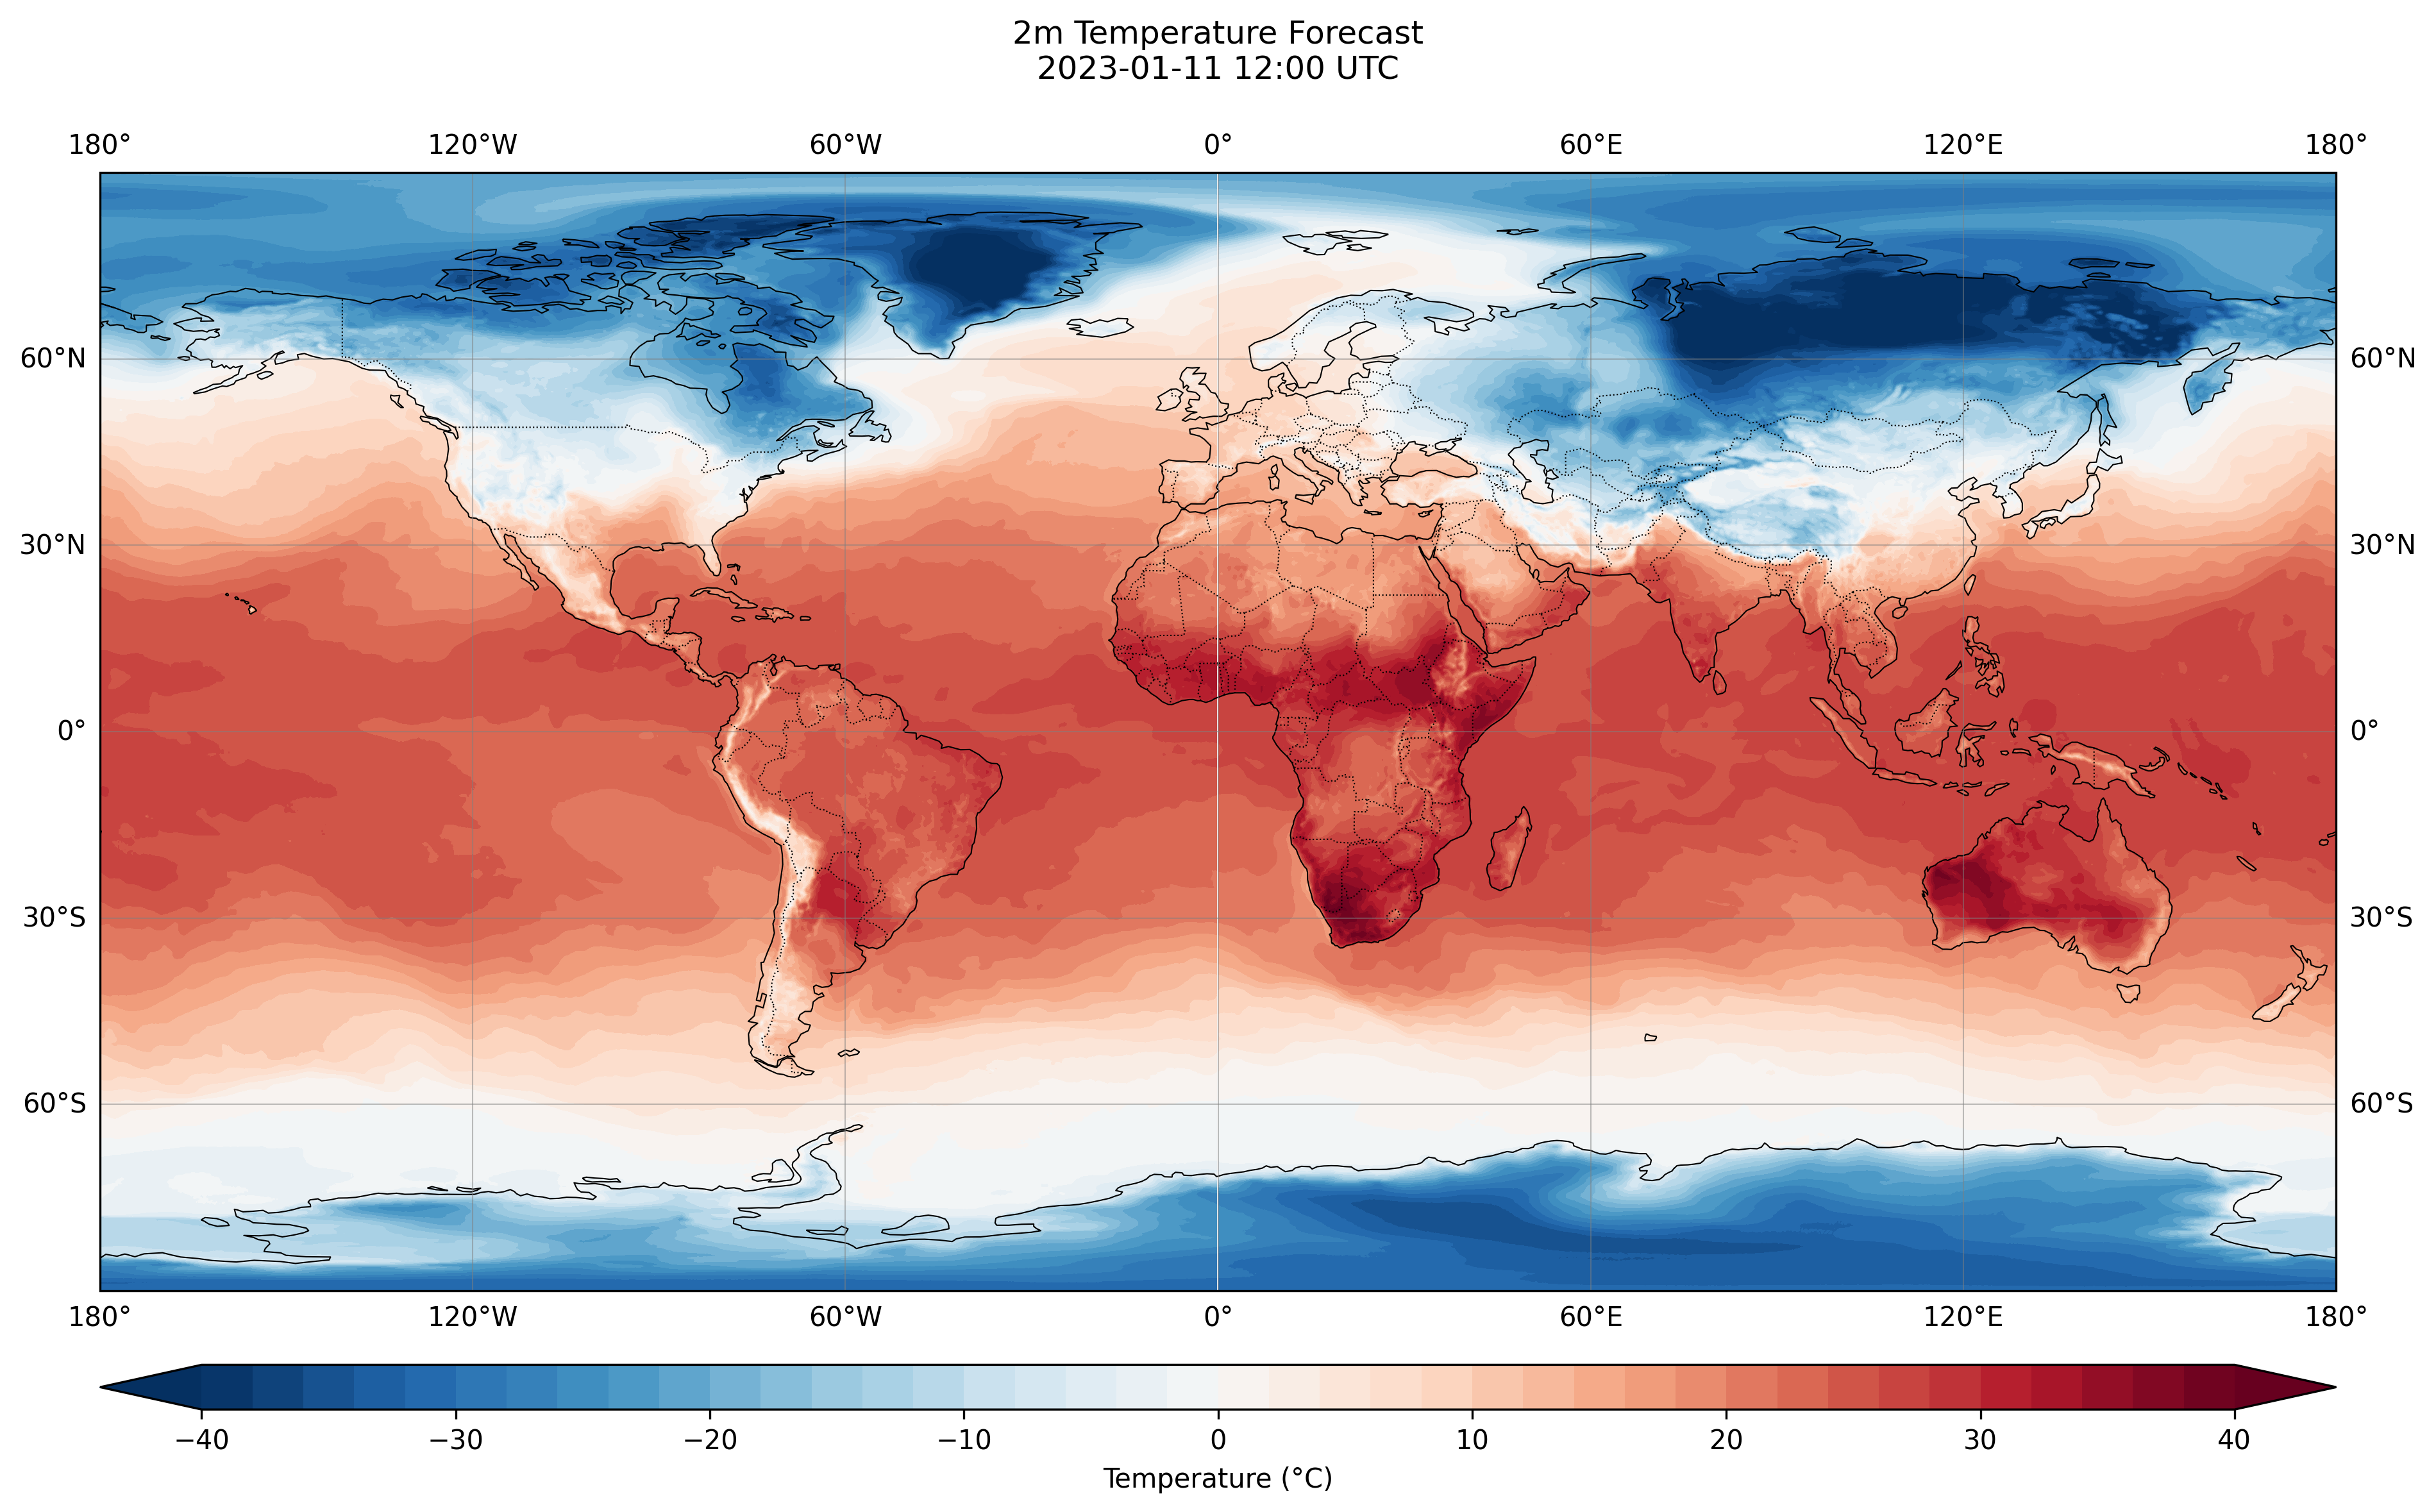 2m Temperature Forecast
2023-01-11 12:00 UTC
180° 120°W 60°W 0° 60°E 120°E 180°
60°N 60°N
30°N 30°N
0° 0°
30°S 30°S
60°S 60°S
180° 120°W 60°W 0° 60°E 120°E 180°
−40 −30 −20 −10 0 10 20 30 40
Temperature (°C)